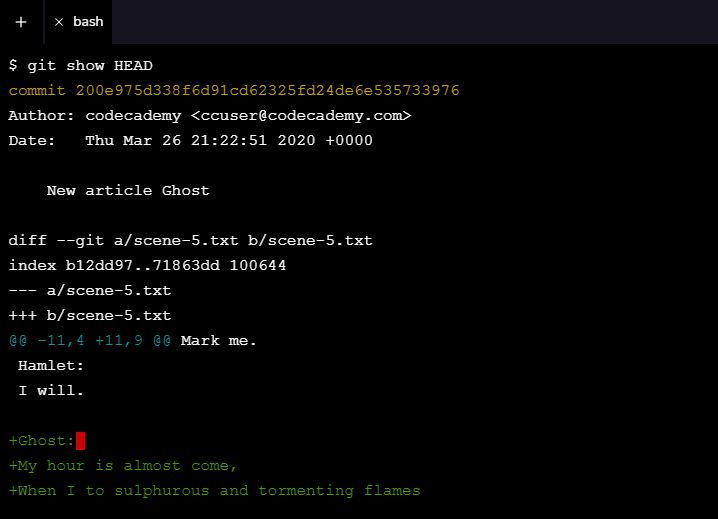 + × bash
$ git show HEAD
commit 200e975d338f6d91cd62325fd24de6e535733976
Author: codecademy <ccuser@codecademy.com>
Date:   Thu Mar 26 21:22:51 2020 +0000
    New article Ghost
diff --git a/scene-5.txt b/scene-5.txt
index b12dd97..71863dd 100644
--- a/scene-5.txt
+++ b/scene-5.txt
@@ -11,4 +11,9 @@ Mark me.
 Hamlet:
 I will.
+Ghost:
+My hour is almost come,
+When I to sulphurous and tormenting flames